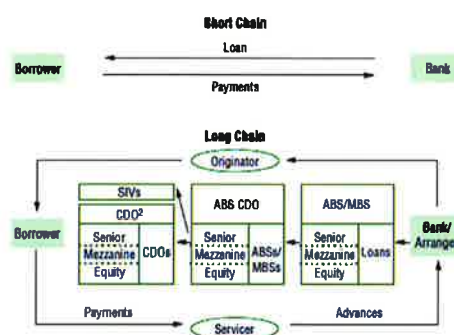 Short Chain
Loan
Borrower
Bank
Payments
Long Chain
Originator
SIVs
CDO²
Senior
Mezzanine
Equity
CDOs
ABS CDO
Senior
Mezzanine
Equity
ABSs/
MBSs
ABS/MBS
Senior
Mezzanine
Equity
Loans
Borrower
Bank/
Arranger
Payments
Advances
Servicer